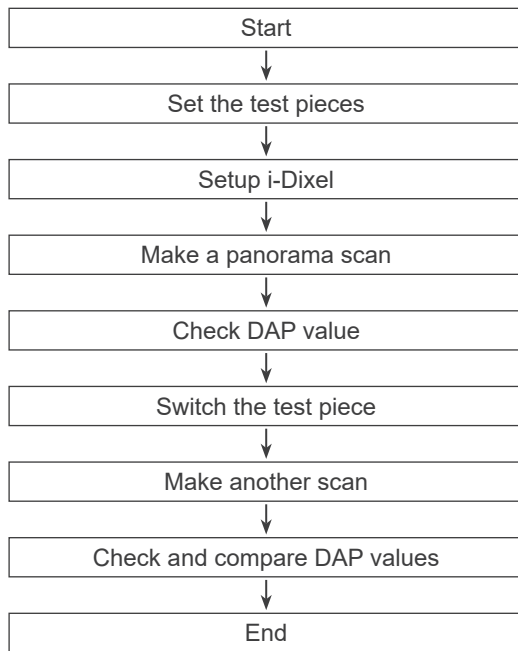 Start
Set the test pieces
Setup i-Dixel
Make a panorama scan
Check DAP value
Switch the test piece
Make another scan
Check and compare DAP values
End